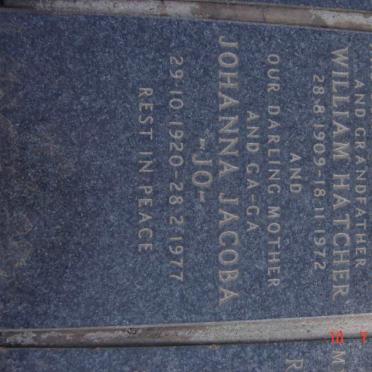 AND GRANDFATHER
WILLIAM HATCHER
28.8.1909-18.11.1972
AND
OUR DARLING MOTHER
AND GA-GA
JOHANNA JACOBA
-JO-
29.10.1920-28.2.1977
REST IN PEACE
M
R